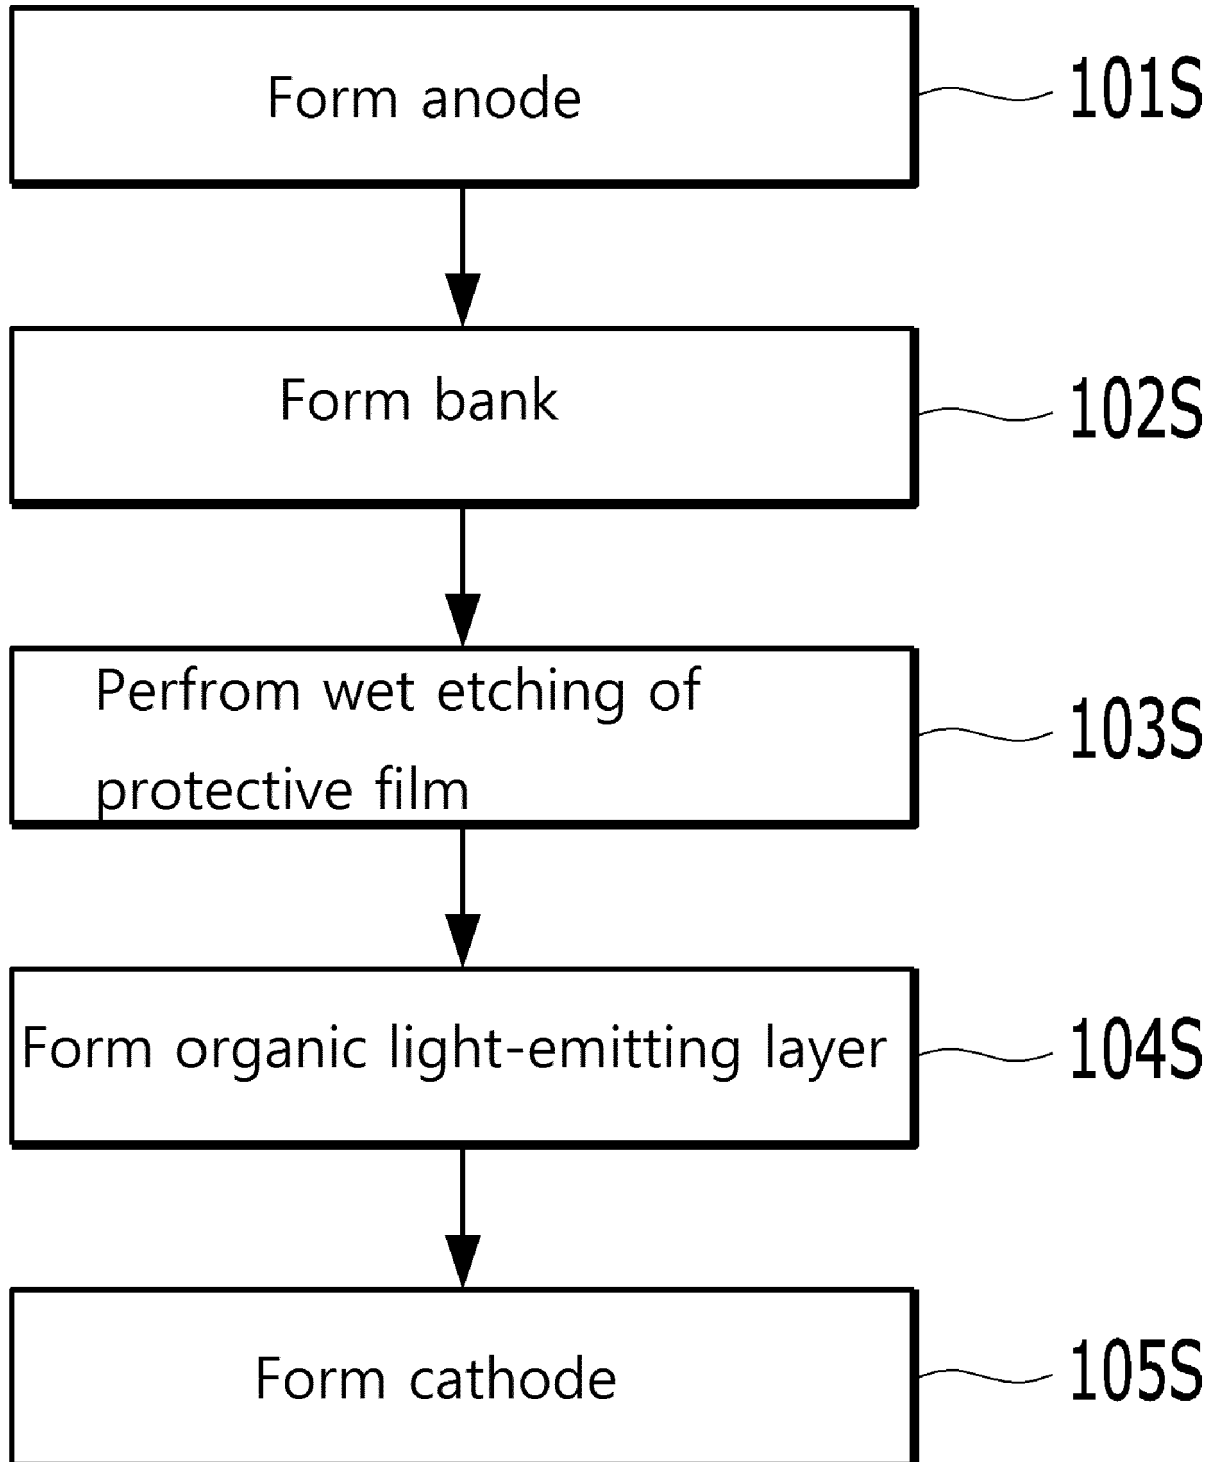 Form anode
101S
Form bank
102S
Perfrom wet etching of
protective film
103S
Form organic light-emitting layer
104S
Form cathode
105S